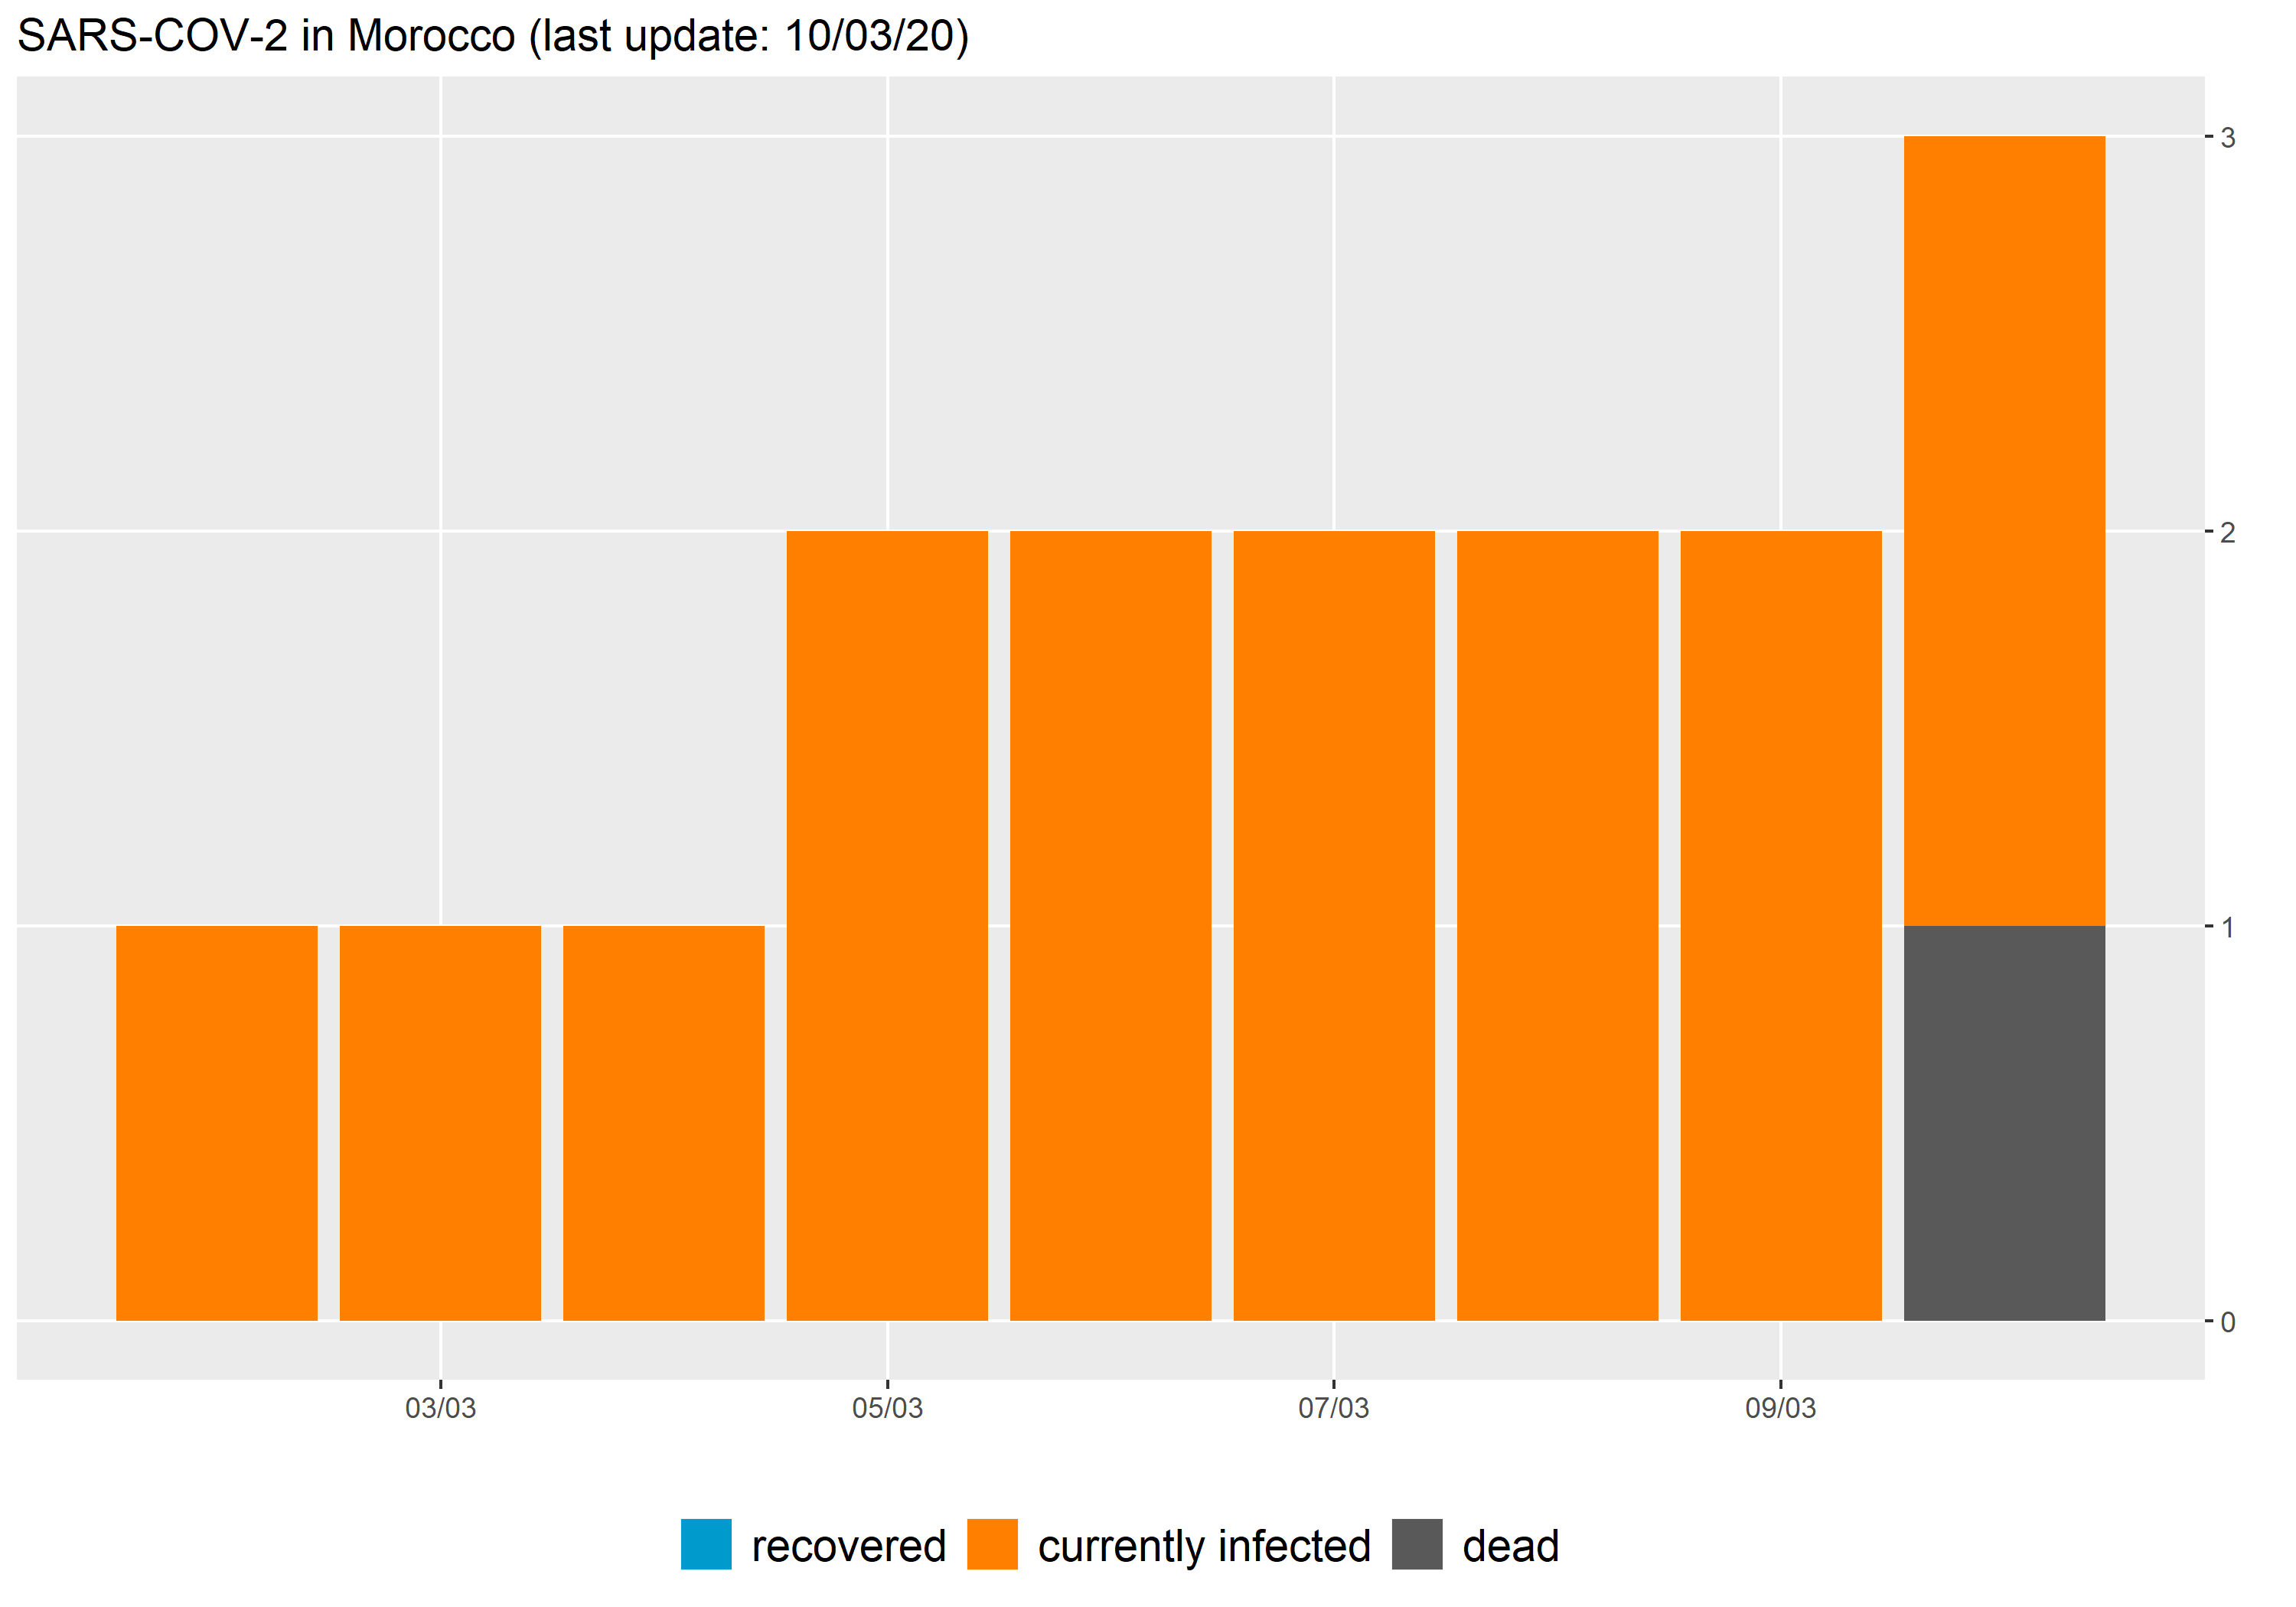 SARS-COV-2 in Morocco (last update: 10/03/20)
3
2
1
0
03/03 05/03 07/03 09/03
recovered currently infected dead